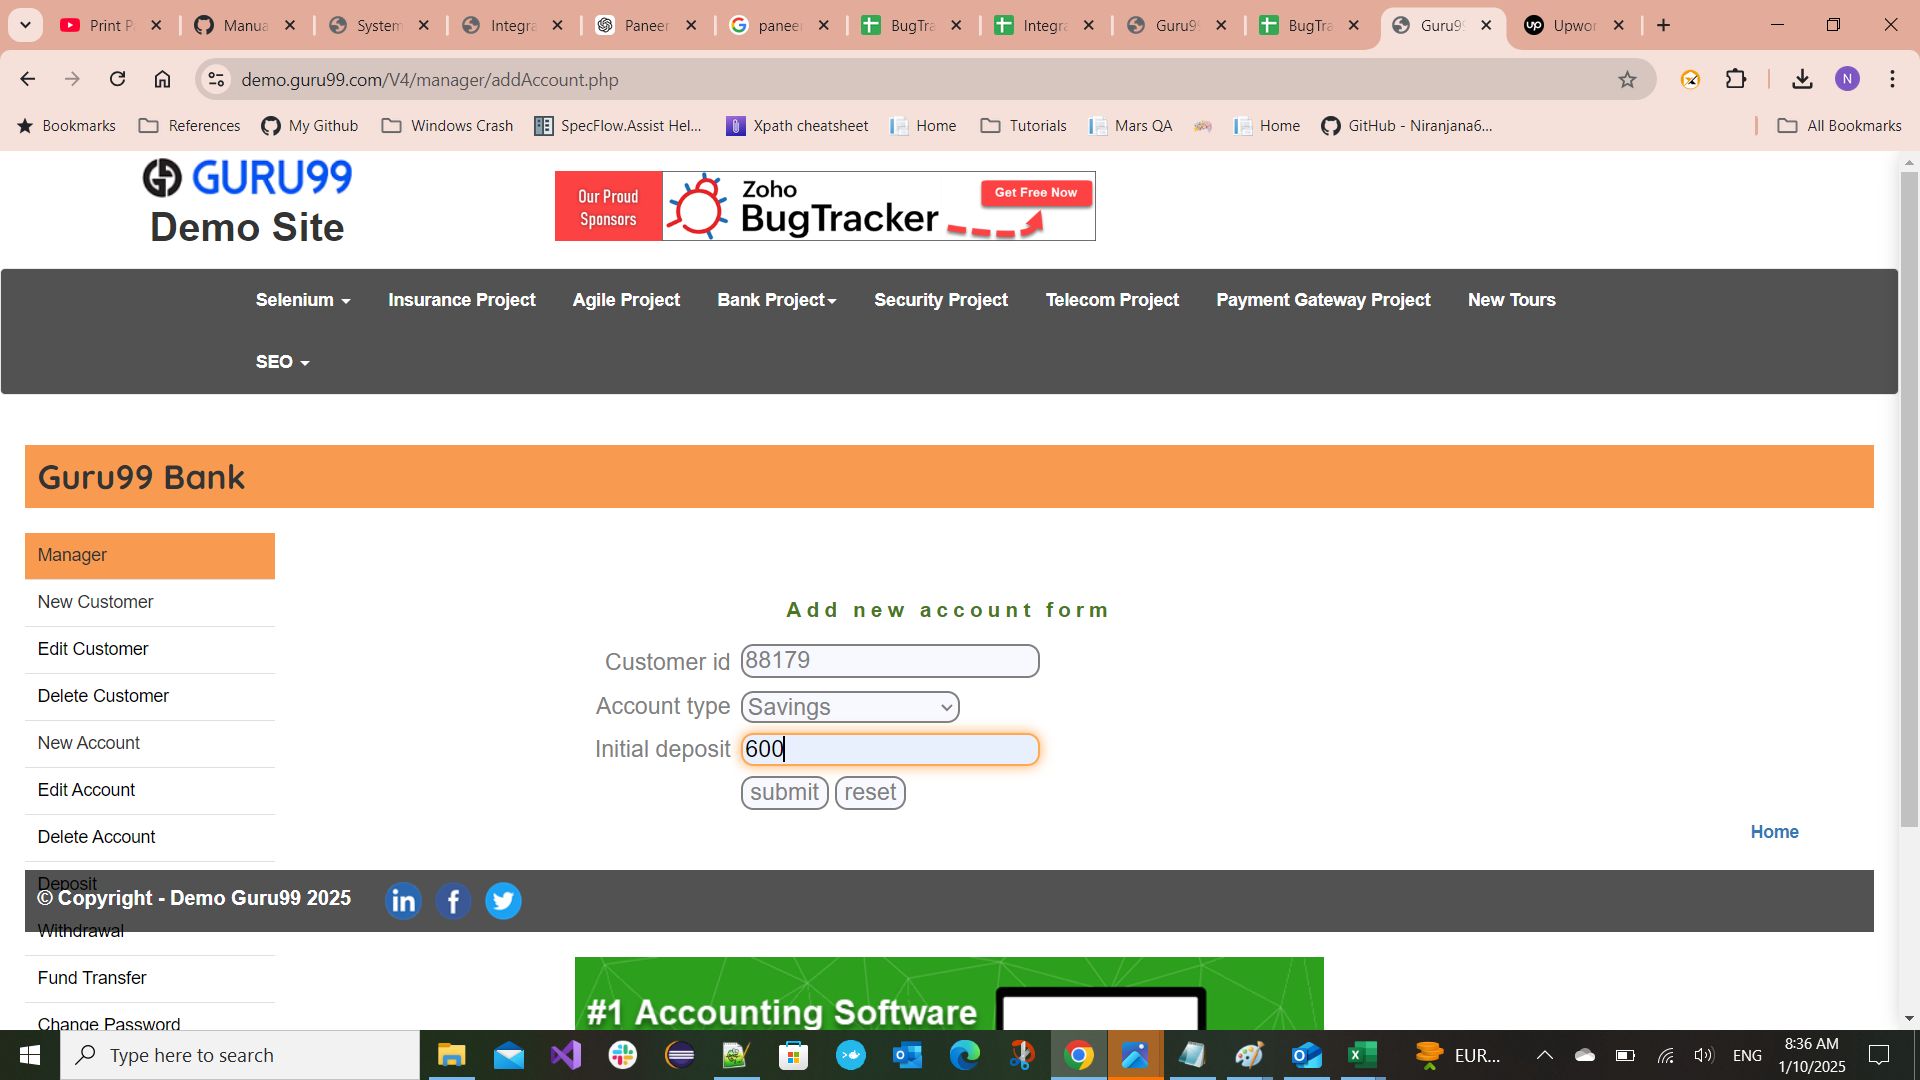 Print P
Manua
System
Integra
Paneer
paneer
BugTra
Integra
Guru99
BugTra
Guru99
up Upwor
demo.guru99.com/V4/manager/addAccount.php
N
Bookmarks
References
My Github
Windows Crash
SpecFlow.Assist Hel...
Xpath cheatsheet
Home
Tutorials
Mars QA
Home
GitHub - Niranjana6...
All Bookmarks
GURU99
Demo Site
Our Proud
Sponsors
Zoho
BugTracker
Get Free Now
Selenium
Insurance Project
Agile Project
Bank Project
Security Project
Telecom Project
Payment Gateway Project
New Tours
SEO
Guru99 Bank
Manager
New Customer
Edit Customer
Delete Customer
New Account
Edit Account
Delete Account
Deposit
Withdrawal
Fund Transfer
Change Password
Add new account form
Customer id 88179
Account type Savings
Initial deposit 600
submit reset
Home
© Copyright - Demo Guru99 2025
in f
#1 Accounting Software
Type here to search
EUR...
ENG
8:36 AM
1/10/2025